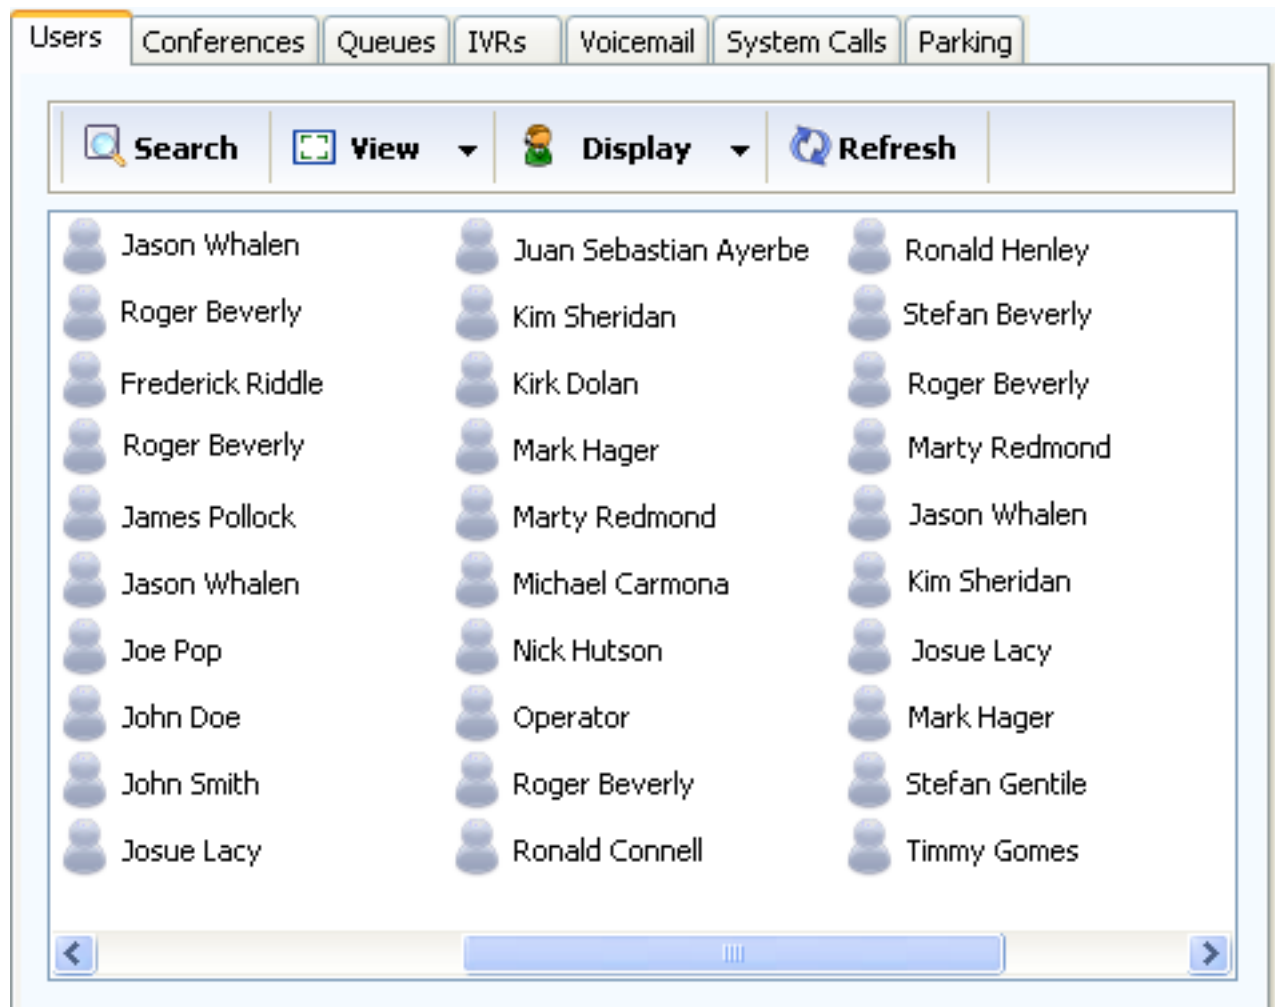 Users Conferences Queues IVRs Voicemail System Calls Parking
Search View Display Refresh
Jason Whalen Juan Sebastian Ayerbe Ronald Henley
Roger Beverly Kim Sheridan Stefan Beverly
Frederick Riddle Kirk Dolan Roger Beverly
Roger Beverly Mark Hager Marty Redmond
James Pollock Marty Redmond Jason Whalen
Jason Whalen Michael Carmona Kim Sheridan
Joe Pop Nick Hutson Josue Lacy
John Doe Operator Mark Hager
John Smith Roger Beverly Stefan Gentile
Josue Lacy Ronald Connell Timmy Gomes